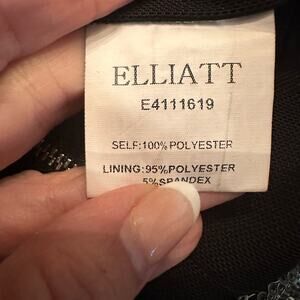 ELLIATT
E4111619
SELF:100%POLYESTER
LINING:95%POLYESTER
5%SPANDEX